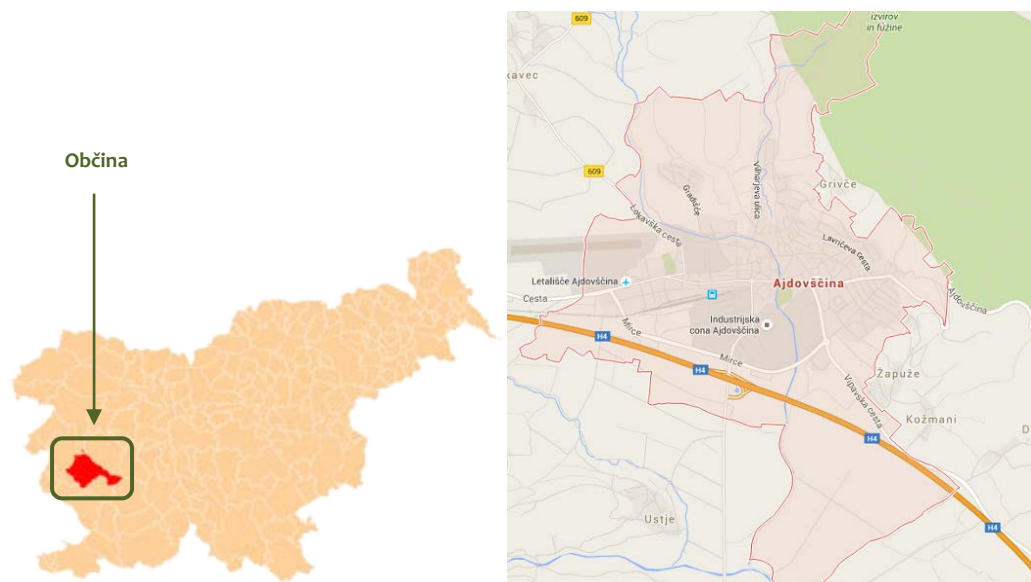 Občina
izvirov
in fužine
609
kavec
609
Grivče
Vilharjeva ulica
Gradišče
Lokavška cesta
Lavričeva cesta
Letališče Ajdovščina
Ajdovščina
Ajdovščina
Cesta
Industrijska
cona Ajdovščina
Mirce
H4
Mirce
H4
Žapuže
Vipavska cesta
Kožmani
D
H4
Ustje
H4